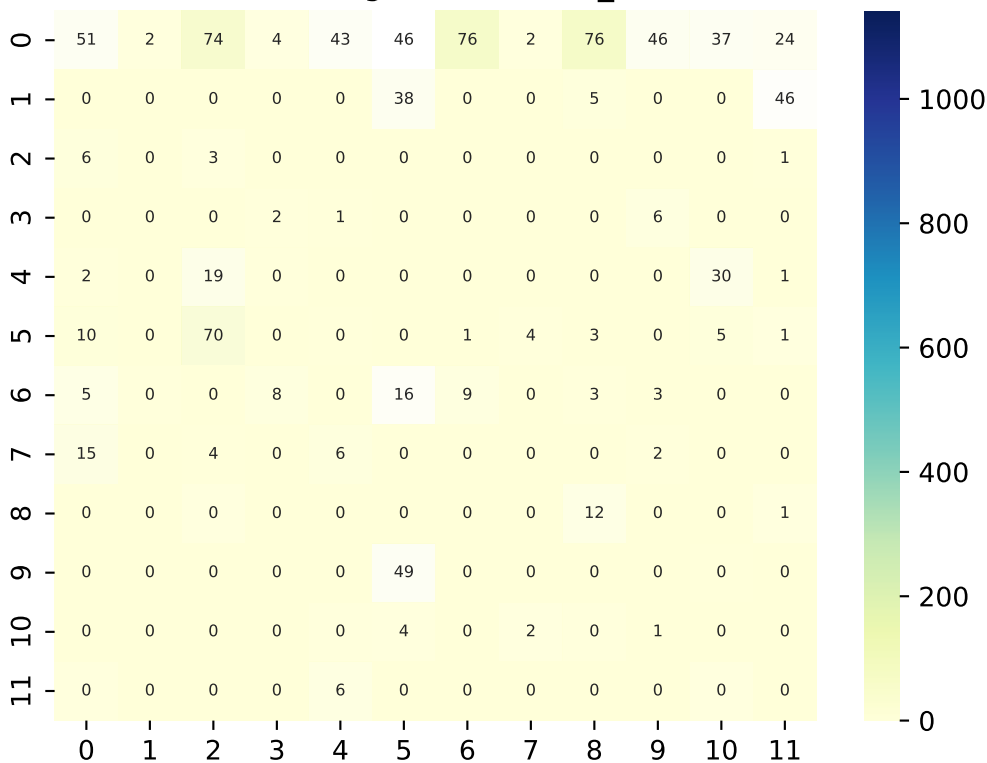 0 51 2 74 4 43 46 76 2 76 46 37 24
1 0 0 0 0 0 38 0 0 5 0 0 46
2 6 0 3 0 0 0 0 0 0 0 0 1
3 0 0 0 2 1 0 0 0 0 6 0 0
4 2 0 19 0 0 0 0 0 0 0 30 1
5 10 0 70 0 0 0 1 4 3 0 5 1
6 5 0 0 8 0 16 9 0 3 3 0 0
7 15 0 4 0 6 0 0 0 0 2 0 0
8 0 0 0 0 0 0 0 0 12 0 0 1
9 0 0 0 0 0 49 0 0 0 0 0 0
10 0 0 0 0 0 4 0 2 0 1 0 0
11 0 0 0 0 6 0 0 0 0 0 0 0
0 1 2 3 4 5 6 7 8 9 10 11
1000
800
600
400
200
0